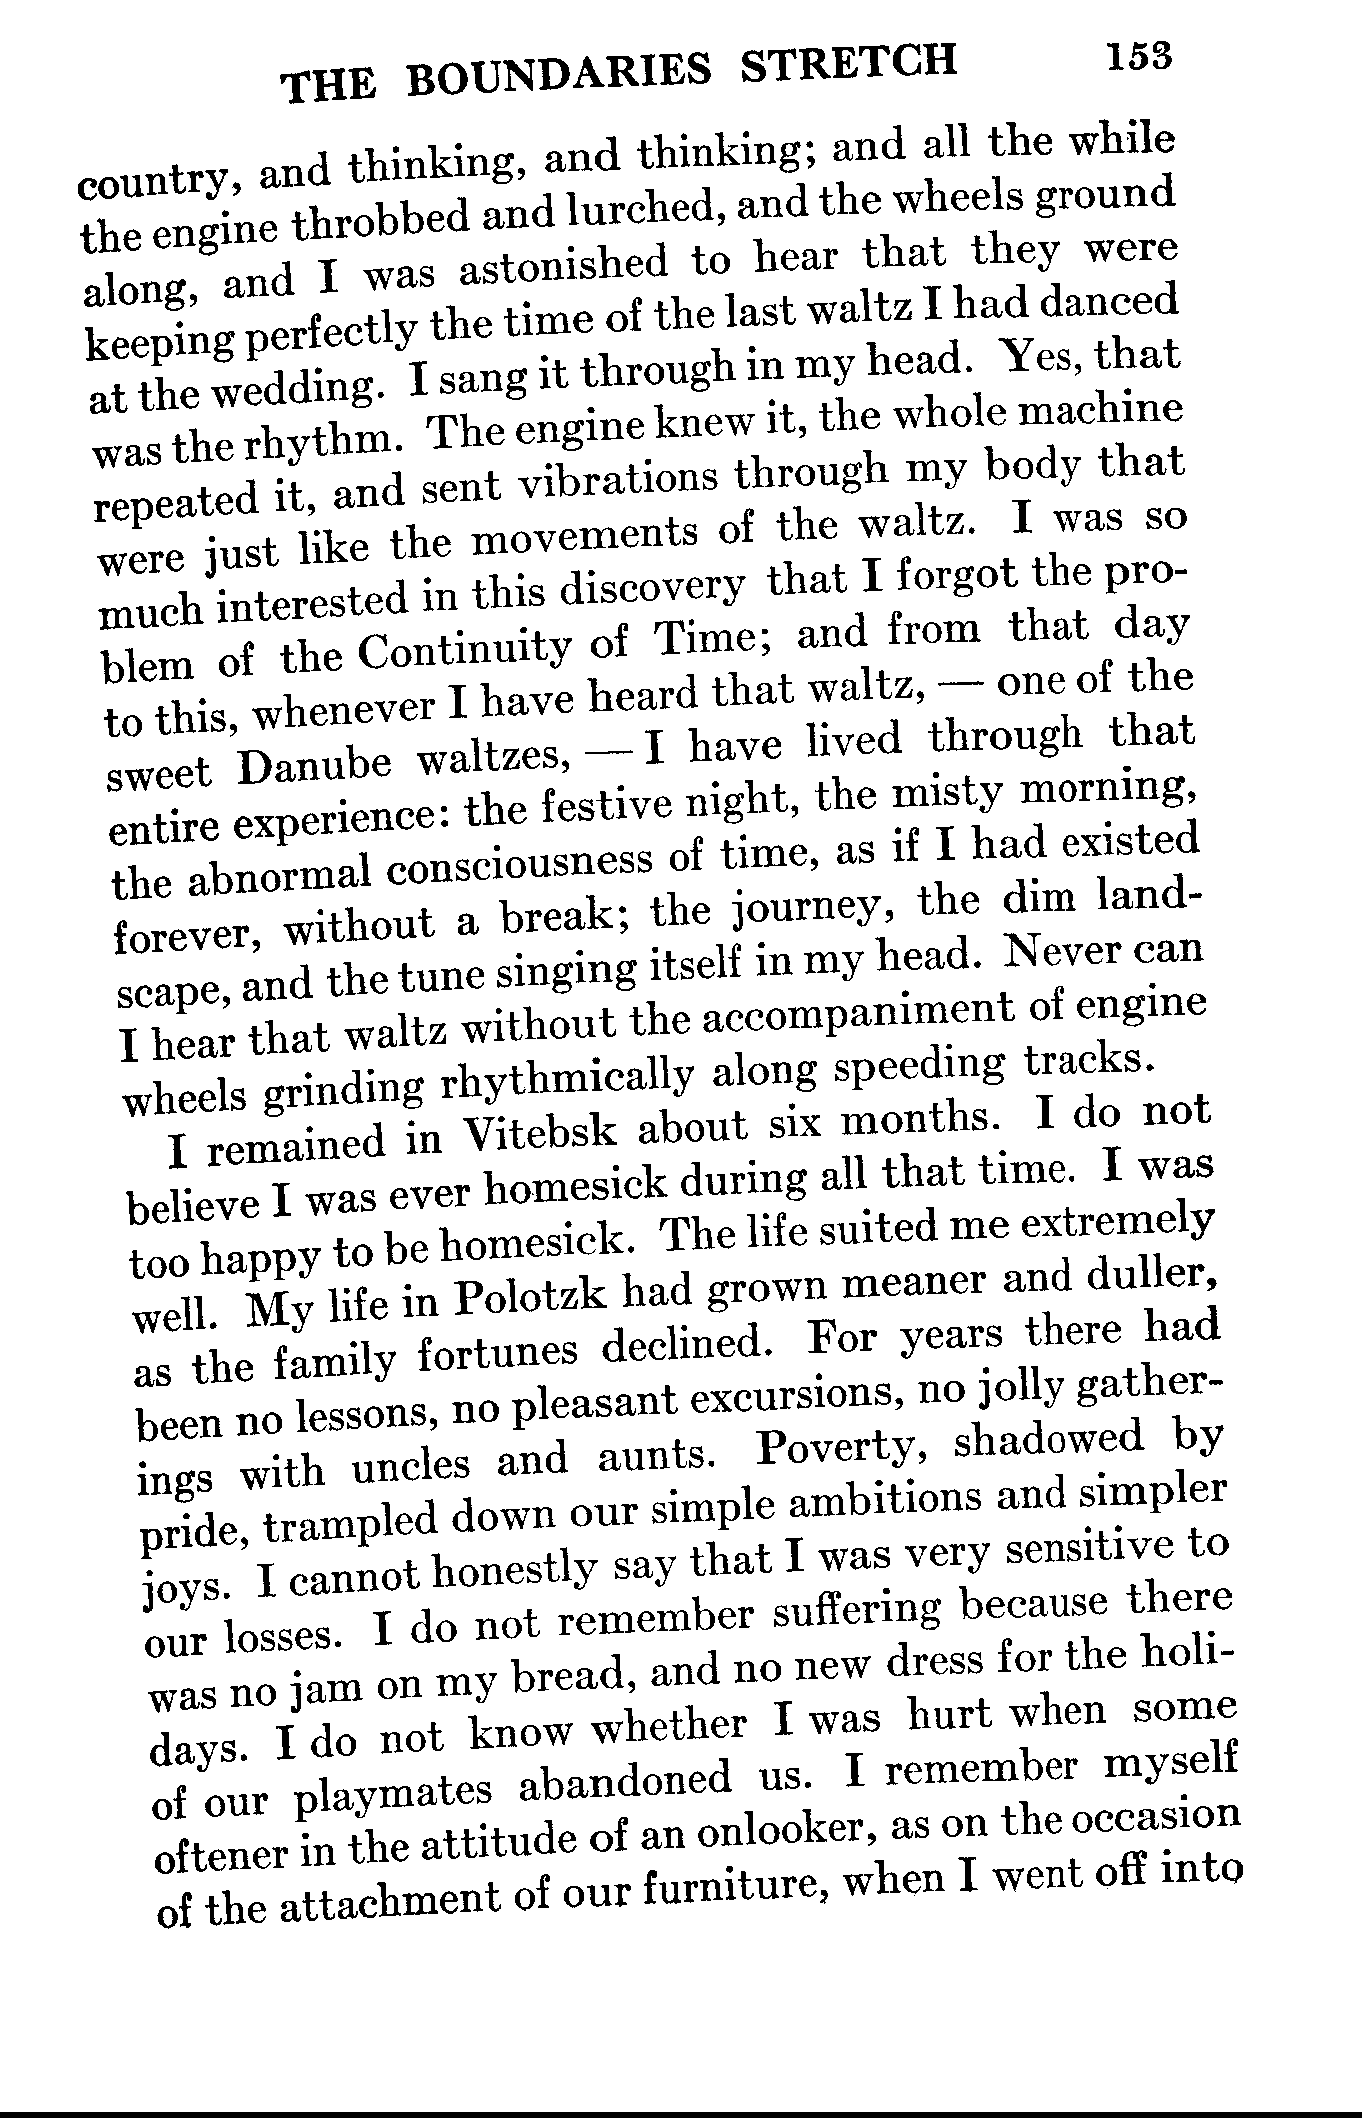 THE BOUNDARIES STRETCH 153
country, and thinking, and thinking; and all the while
the engine throbbed and lurched, and the wheels ground
along, and I was astonished to hear that they were
keeping perfectly the time of the last waltz I had danced
at the wedding. I sang it through in my head. Yes, that
was the rhythm. The engine knew it, the whole machine
repeated it, and sent vibrations through my body that
were just like the movements of the waltz. I was so
much interested in this discovery that I forgot the pro-
blem of the Continuity of Time; and from that day
to this, whenever I have heard that waltz, — one of the
sweet Danube waltzes, — I have lived through that
entire experience: the festive night, the misty morning,
the abnormal consciousness of time, as if I had existed
forever, without a break; the journey, the dim land-
scape, and the tune singing itself in my head. Never can
I hear that waltz without the accompaniment of engine
wheels grinding rhythmically along speeding tracks.
I remained in Vitebsk about six months. I do not
believe I was ever homesick during all that time. I was
too happy to be homesick. The life suited me extremely
well. My life in Polotzk had grown meaner and duller,
as the family fortunes declined. For years there had
been no lessons, no pleasant excursions, no jolly gather-
ings with uncles and aunts. Poverty, shadowed by
pride, trampled down our simple ambitions and simpler
joys. I cannot honestly say that I was very sensitive to
our losses. I do not remember suffering because there
was no jam on my bread, and no new dress for the holi-
days. I do not know whether I was hurt when some
of our playmates abandoned us. I remember myself
oftener in the attitude of an onlooker, as on the occasion
of the attachment of our furniture, when I went off into